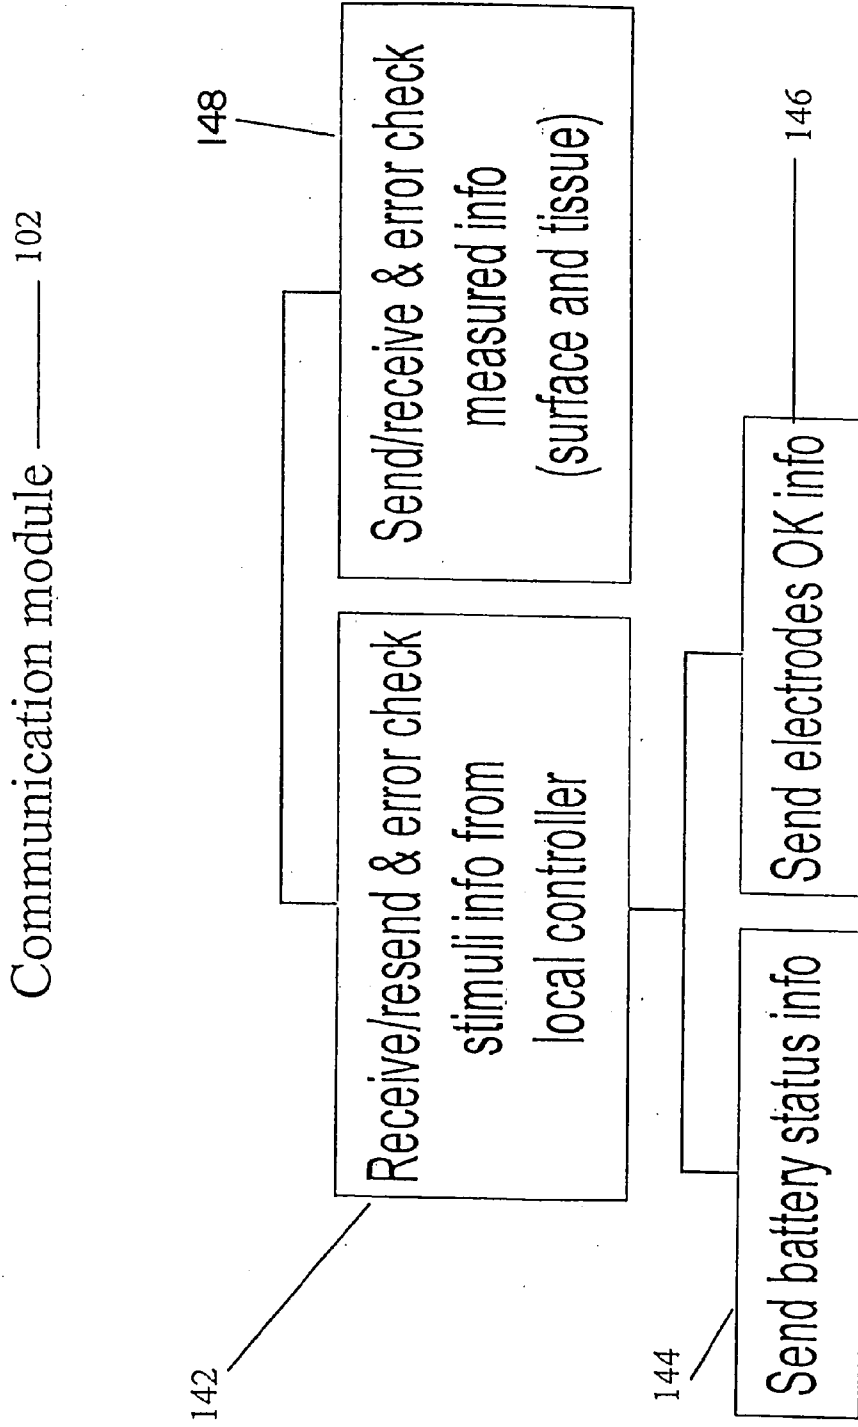 Communication module 102
148
Send/receive & error check
measured info
(surface and tissue)
142
Receive/resend & error check
stimuli info from
local controller
144
Send battery status info
146
Send electrodes OK info